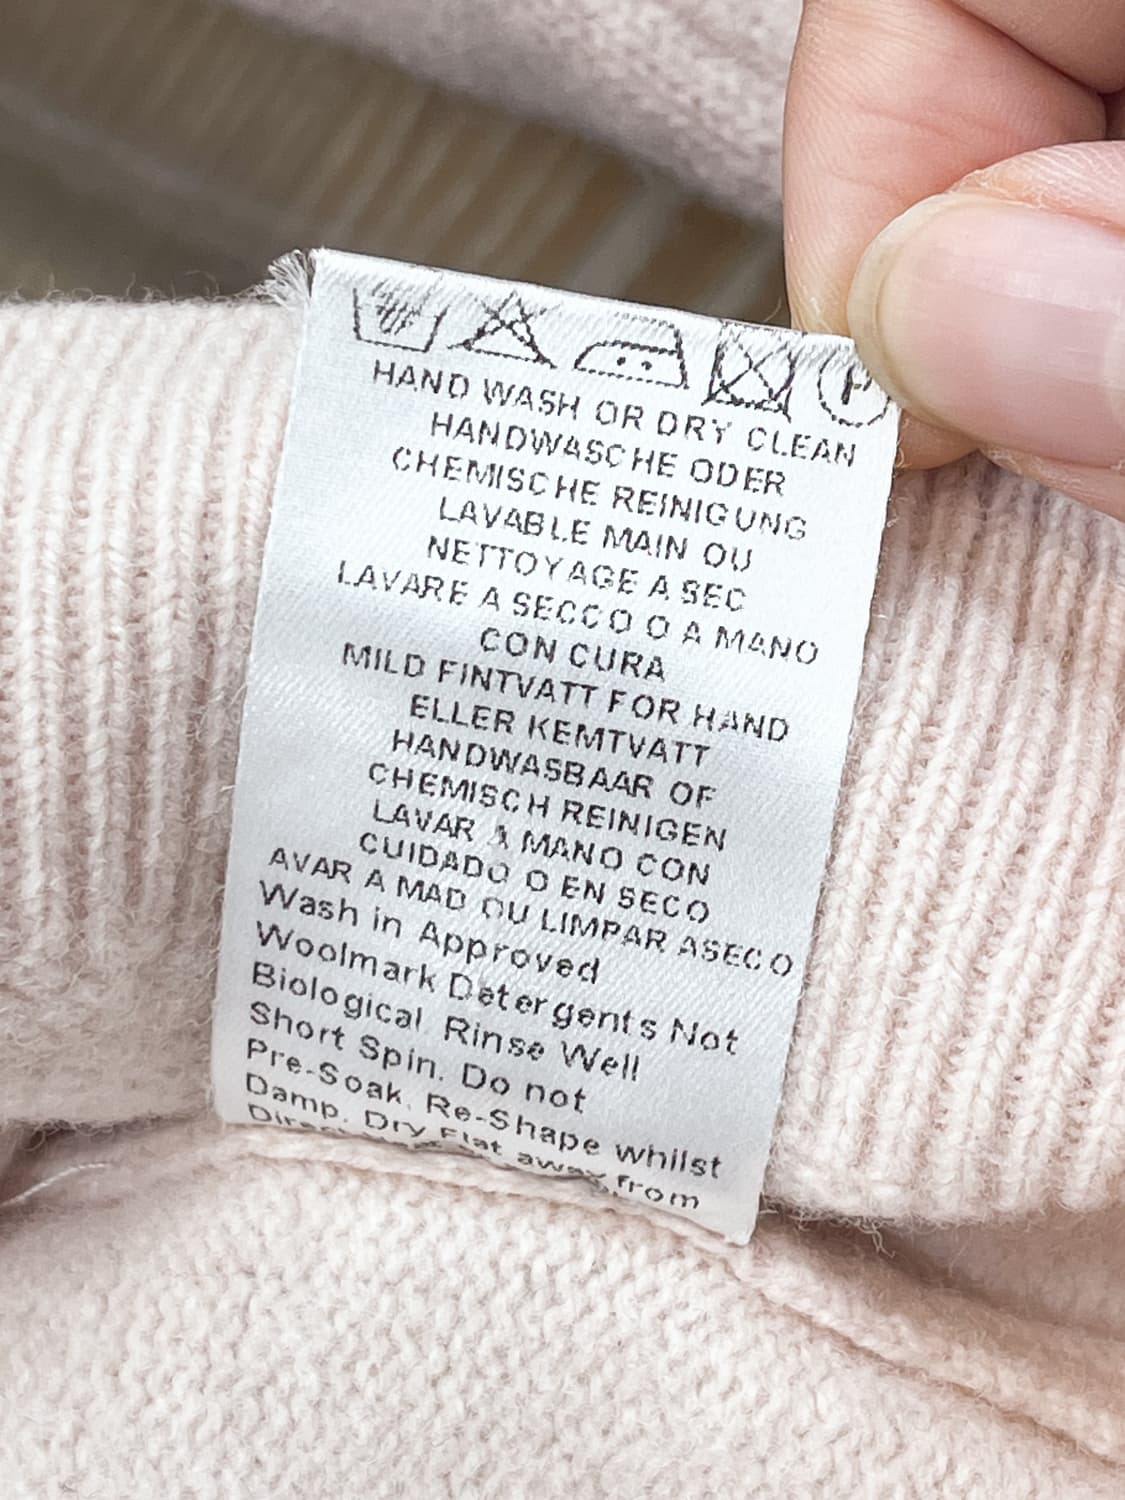 HAND WASH OR DRY CLEAN
HANDWASCHE ODER
CHEMISCHE REINIGUNG
LAVABLE MAIN OU
NETTOYAGE A SEC
LAVARE A SECCO O A MANO
CON CURA
MILD FINTVATT FOR HAND
ELLER KEMTVATT
HANDWASBAAR OF
CHEMISCH REINIGEN
LAVAR A MANO CON
CUIDADO O EN SECO
AVAR A MAD OU LIMPAR ASECO
Wash in Approved
Woolmark Detergents Not
Biological Rinse Well
Short Spin. Do not
Pre-Soak. Re-Shape whilst
Damp. Dry Flat away from